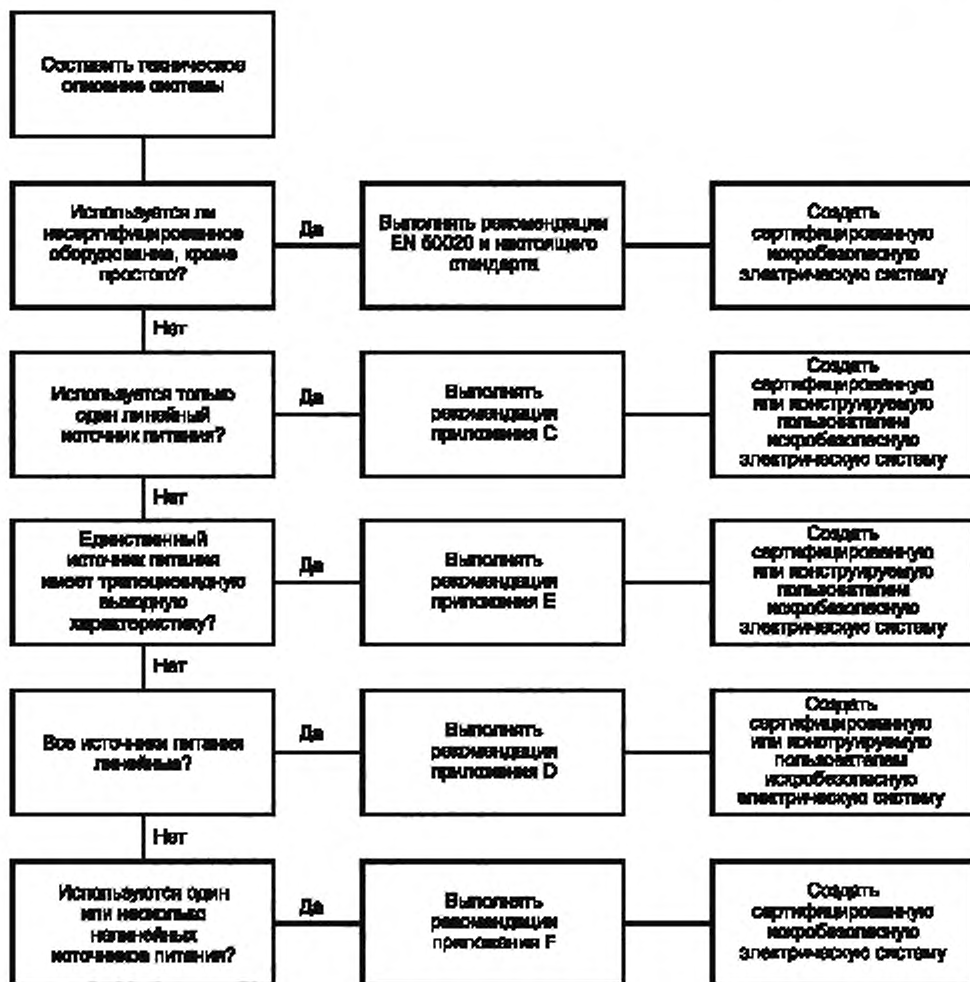 Составить техническое
описание системы
Используется ли
несертифицированное
оборудование, кроме
простого?
Да
Выполнять рекомендации
EN 50020 и настоящего
стандарта
Создать
сертифицированную
искробезопасную
электрическую систему
Нет
Используется только
один линейный
источник питания?
Да
Выполнять
рекомендации
приложения C
Создать
сертифицированную
или конструируемую
пользователем
искробезопасную
электрическую систему
Нет
Единственный
источник питания
имеет трапециевидную
выходную
характеристику?
Да
Выполнять
рекомендации
приложения E
Создать
сертифицированную
или конструируемую
пользователем
искробезопасную
электрическую систему
Нет
Все источники питания
линейные?
Да
Выполнять
рекомендации
приложения D
Создать
сертифицированную
или конструируемую
пользователем
искробезопасную
электрическую систему
Нет
Используются один
или несколько
нелинейных
источников питания?
Да
Выполнять
рекомендации
приложения F
Создать
сертифицированную
искробезопасную
электрическую систему